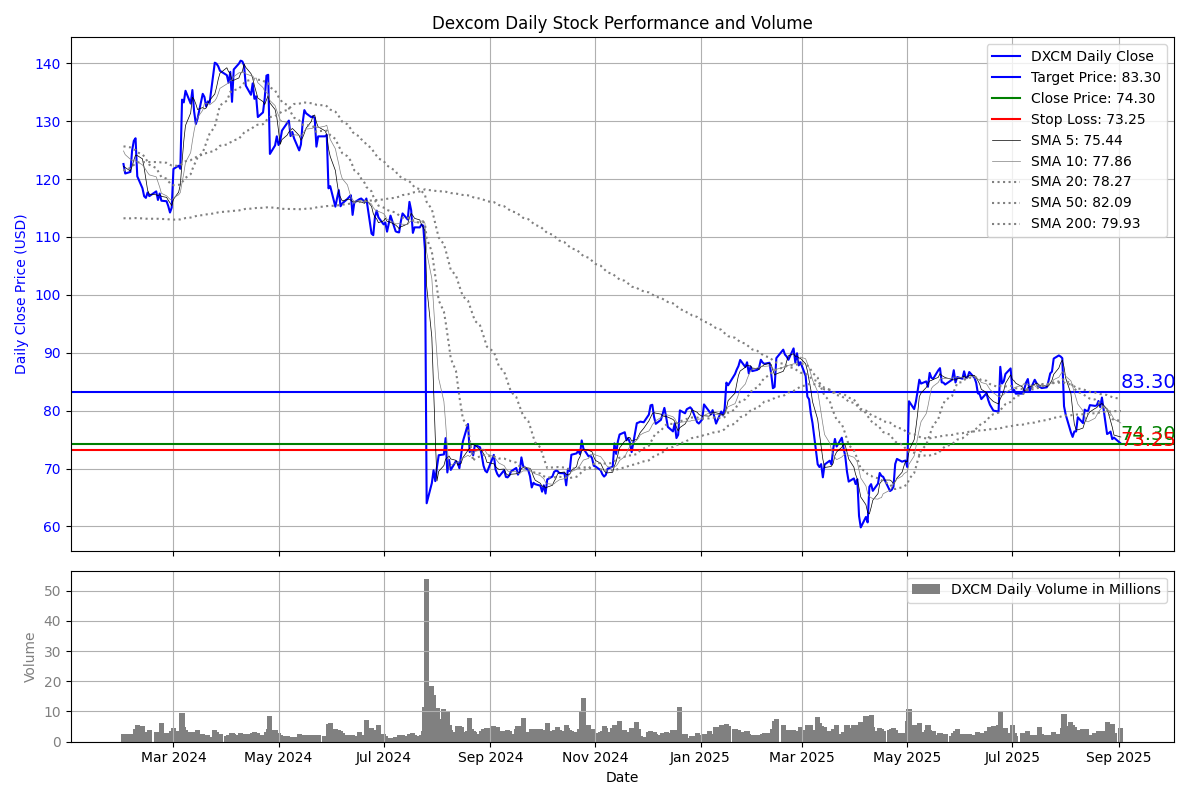 Dexcom Daily Stock Performance and Volume
Daily Close Price (USD)
140
130
120
110
100
90
80
70
60
DXCM Daily Close
Target Price: 83.30
Close Price: 74.30
Stop Loss: 73.25
SMA 5: 75.44
SMA 10: 77.86
SMA 20: 78.27
SMA 50: 82.09
SMA 200: 79.93
83.30
74.30
73.25
Volume
50
40
30
20
10
0
DXCM Daily Volume in Millions
Mar 2024
May 2024
Jul 2024
Sep 2024
Nov 2024
Jan 2025
Mar 2025
May 2025
Jul 2025
Sep 2025
Date